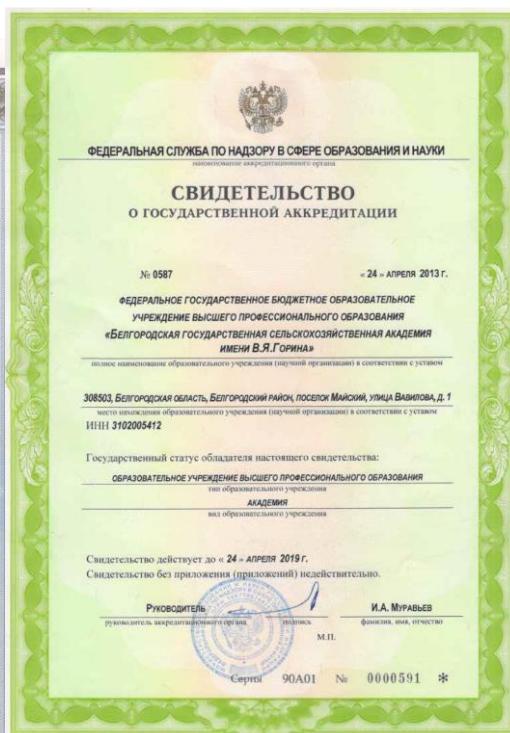 ФЕДЕРАЛЬНАЯ СЛУЖБА ПО НАДЗОРУ В СФЕРЕ ОБРАЗОВАНИЯ И НАУКИ
наименование аккредитационного органа
СВИДЕТЕЛЬСТВО
О ГОСУДАРСТВЕННОЙ АККРЕДИТАЦИИ
№ 0587 « 24 » АПРЕЛЯ 2013 г.
ФЕДЕРАЛЬНОЕ ГОСУДАРСТВЕННОЕ БЮДЖЕТНОЕ ОБРАЗОВАТЕЛЬНОЕ
УЧРЕЖДЕНИЕ ВЫСШЕГО ПРОФЕССИОНАЛЬНОГО ОБРАЗОВАНИЯ
«БЕЛГОРОДСКАЯ ГОСУДАРСТВЕННАЯ СЕЛЬСКОХОЗЯЙСТВЕННАЯ АКАДЕМИЯ
ИМЕНИ В.Я.ГОРИНА»
полное наименование образовательного учреждения (научной организации) в соответствии с уставом
308503, БЕЛГОРОДСКАЯ ОБЛАСТЬ, БЕЛГОРОДСКИЙ РАЙОН, ПОСЕЛОК МАЙСКИЙ, УЛИЦА ВАВИЛОВА, Д. 1
место нахождения образовательного учреждения (научной организации) в соответствии с уставом
ИНН 3102005412
Государственный статус обладателя настоящего свидетельства:
ОБРАЗОВАТЕЛЬНОЕ УЧРЕЖДЕНИЕ ВЫСШЕГО ПРОФЕССИОНАЛЬНОГО ОБРАЗОВАНИЯ
тип образовательного учреждения
АКАДЕМИЯ
вид образовательного учреждения
Свидетельство действует до « 24 » АПРЕЛЯ 2019 г.
Свидетельство без приложения (приложений) недействительно.
РУКОВОДИТЕЛЬ И.А. МУРАВЬЕВ
руководитель аккредитационного органа подпись фамилия, имя, отчество
М.П.
Серия 90А01 № 0000591 *